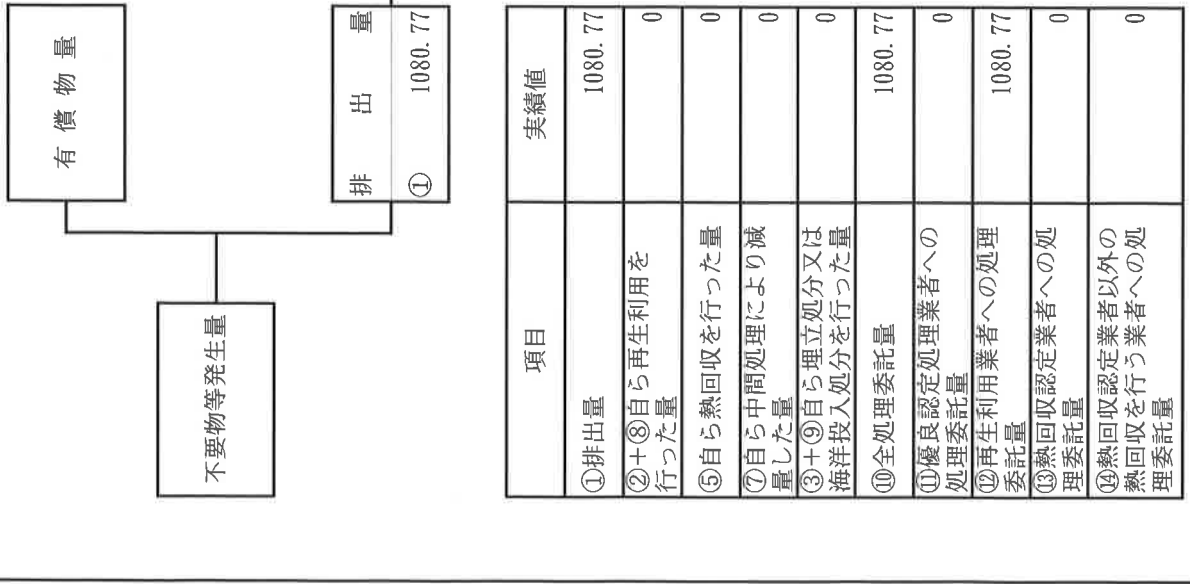 有償物量
不要物等発生量
排出量
① 1080.77
項目 実績値
①排出量 1080.77
②+⑧自ら再生利用を
行った量 0
⑤自ら熱回収を行った量 0
⑦自ら中間処理により減
量した量 0
③+⑨自ら埋立処分又は
海洋投入処分を行った量 0
⑩全処理委託量 1080.77
⑪優良認定処理業者への
処理委託量 0
⑫再生利用業者への処理
委託量 1080.77
⑬熱回収認定業者への処
理委託量 0
⑭熱回収認定業者以外の
熱回収を行う業者への処
理委託量 0